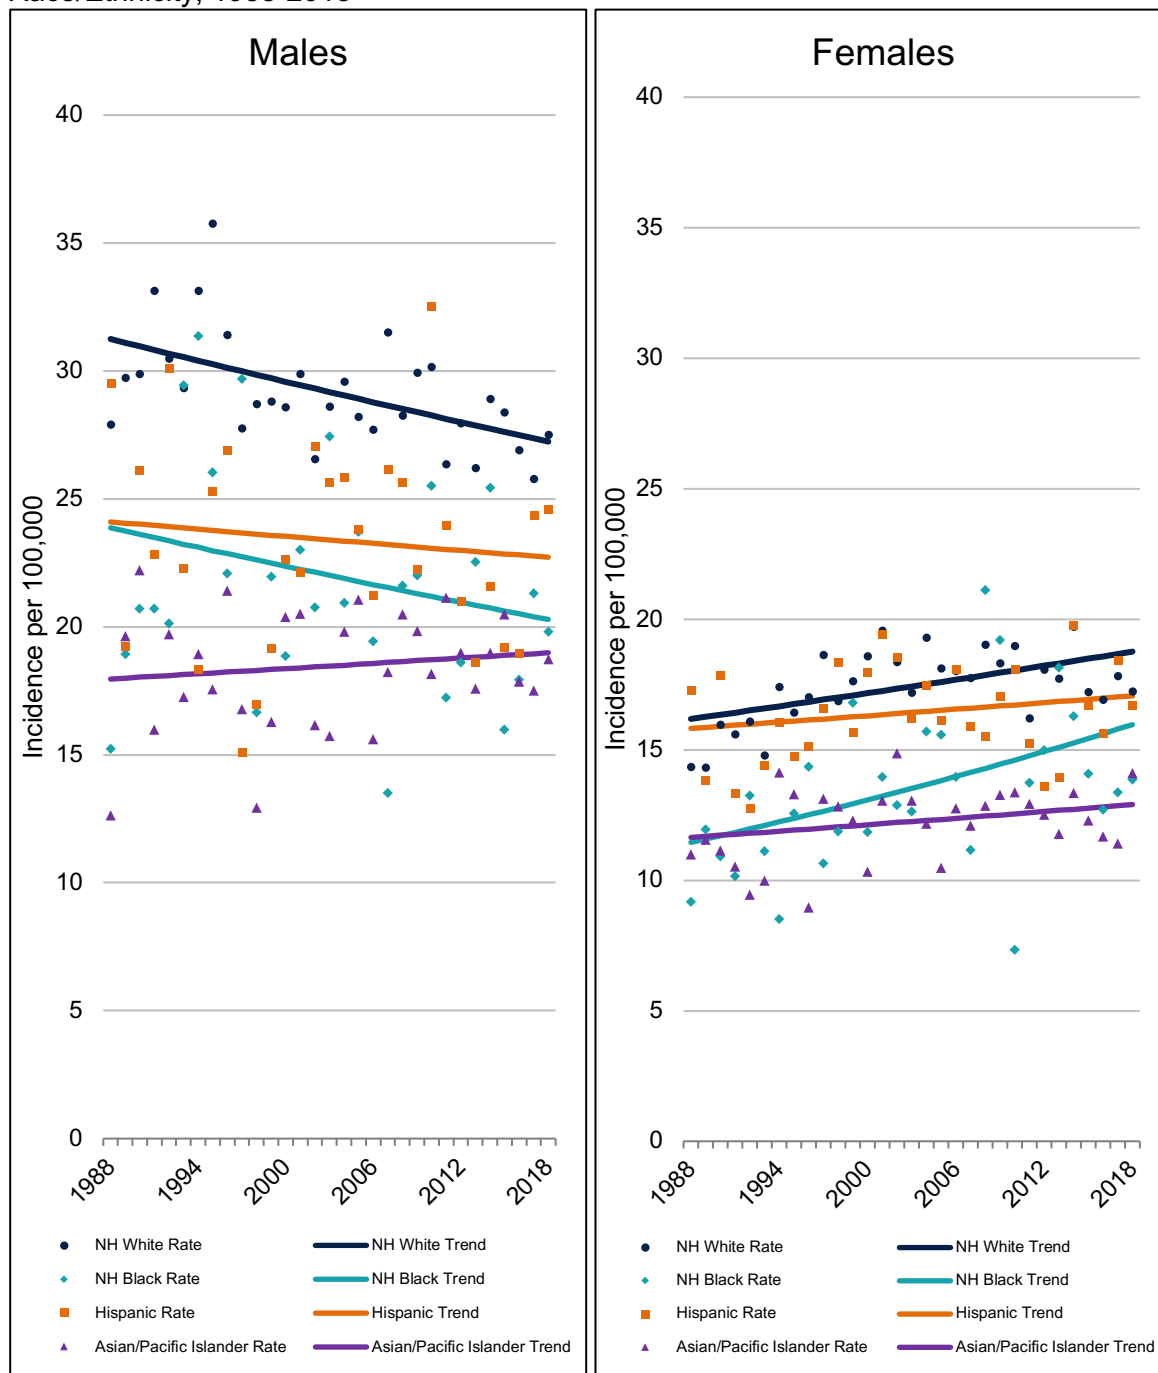 Race/Ethnicity, 1988-2018
Males
Incidence per 100,000
40
35
30
25
20
15
10
5
0
1988
1994
2000
2006
2012
2018
NH White Rate
NH White Trend
NH Black Rate
NH Black Trend
Hispanic Rate
Hispanic Trend
Asian/Pacific Islander Rate
Asian/Pacific Islander Trend
Females
Incidence per 100,000
40
35
30
25
20
15
10
5
0
1988
1994
2000
2006
2012
2018
NH White Rate
NH White Trend
NH Black Rate
NH Black Trend
Hispanic Rate
Hispanic Trend
Asian/Pacific Islander Rate
Asian/Pacific Islander Trend